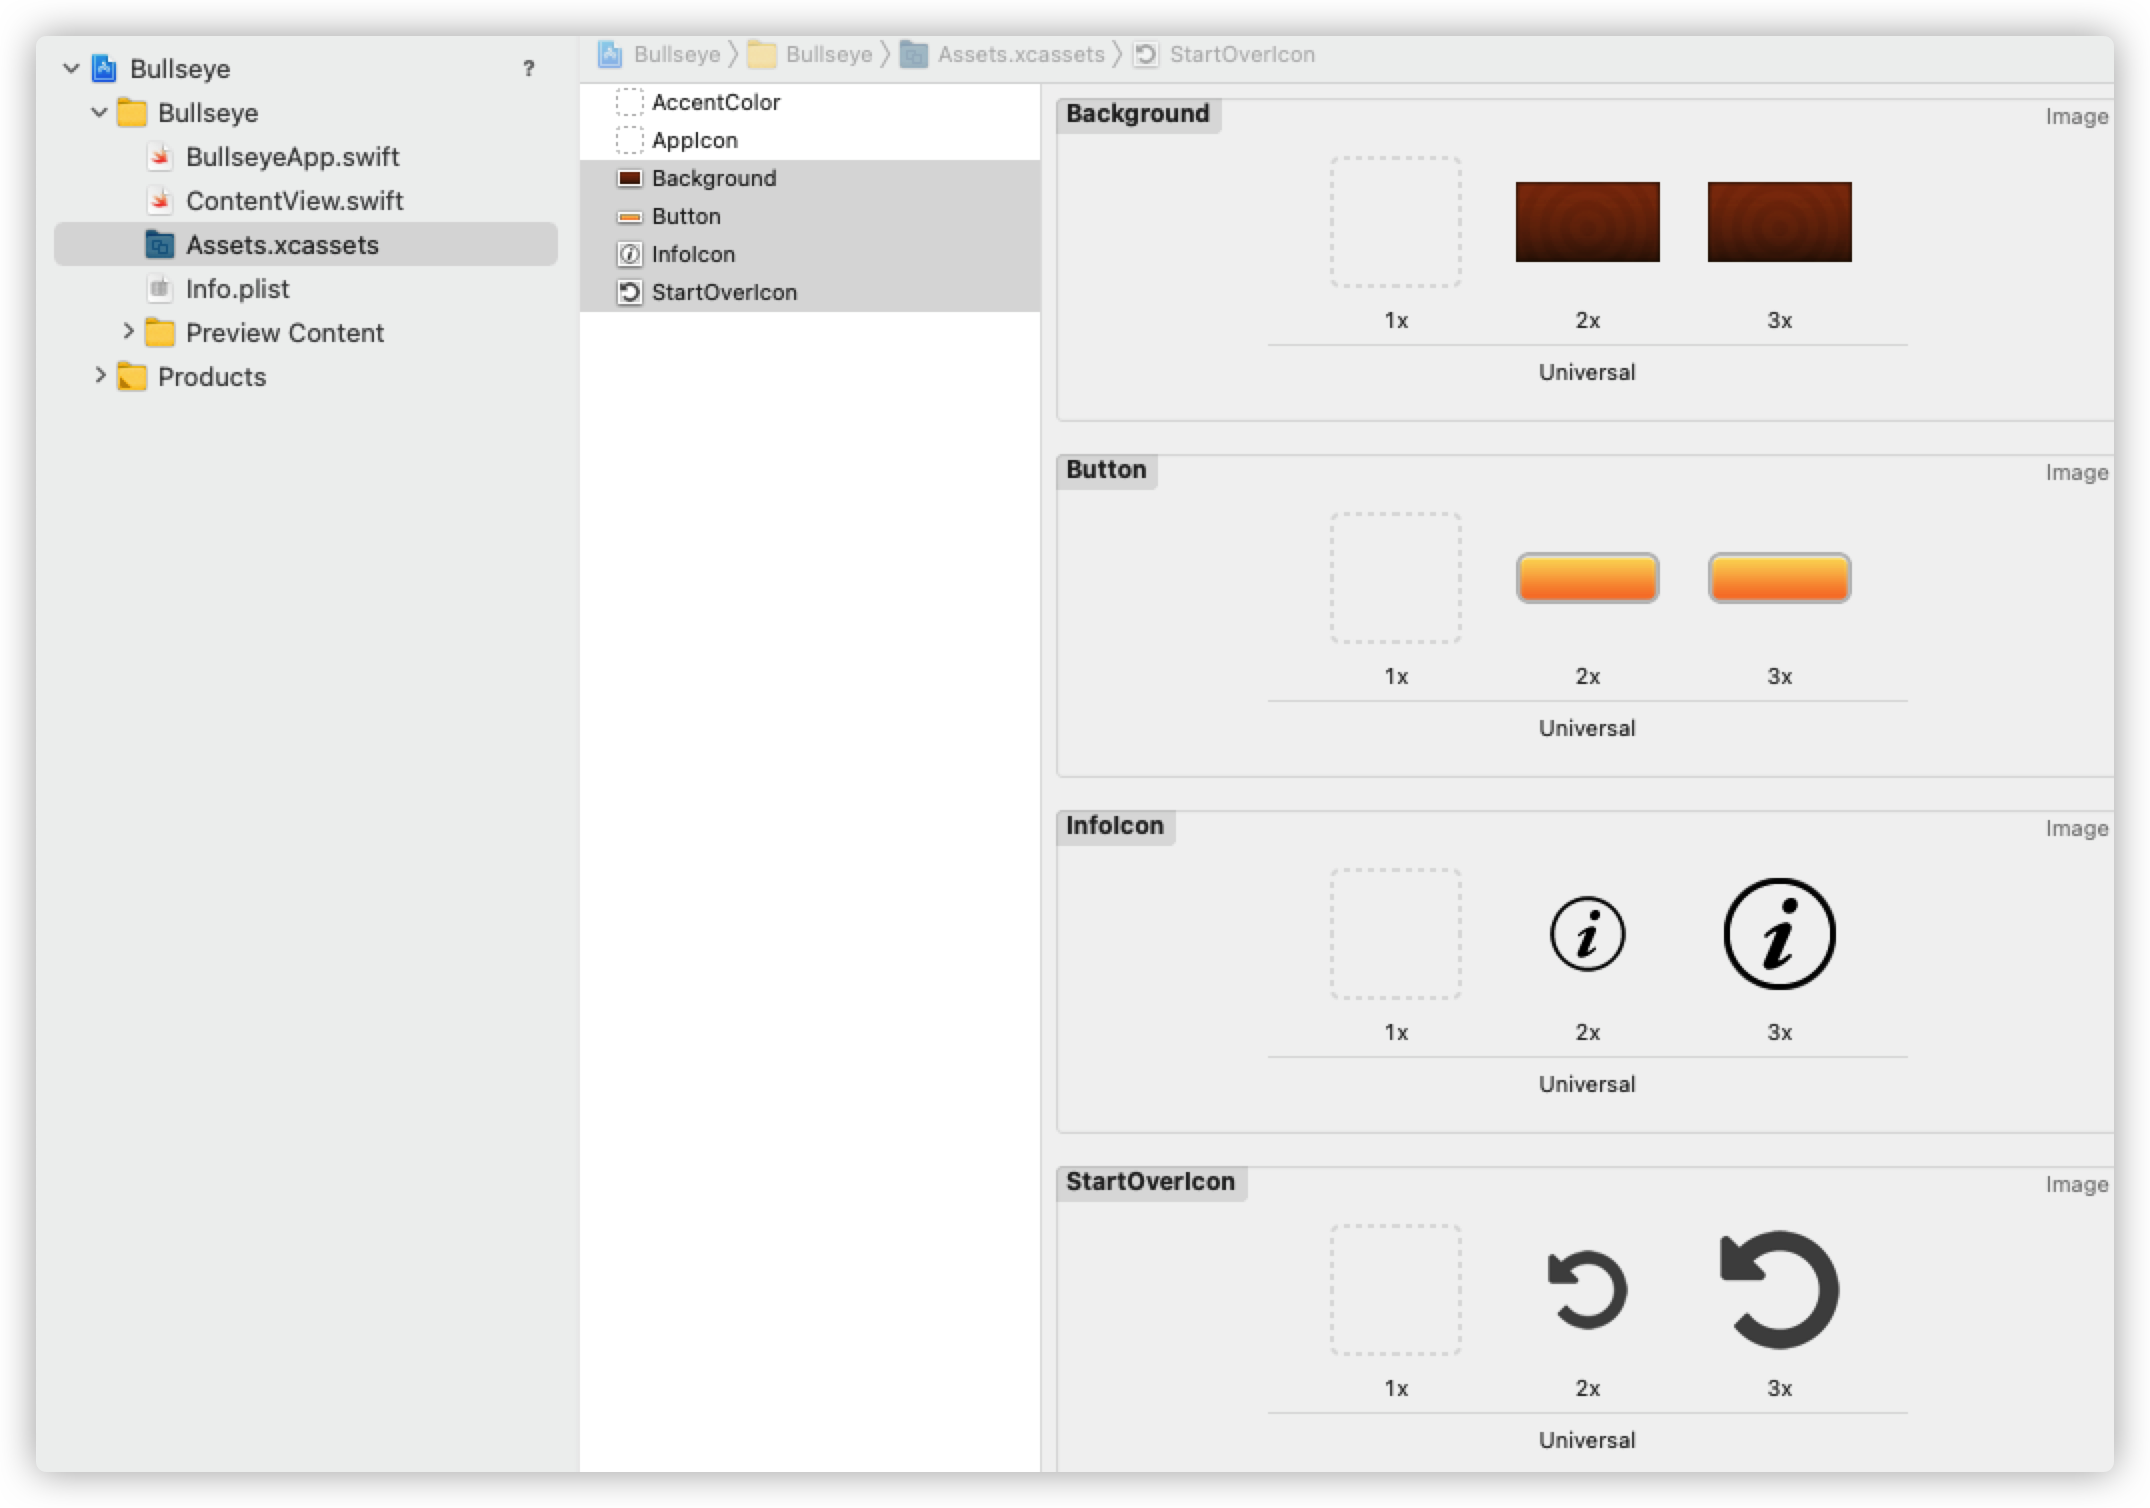 Bullseye ?
Bullseye
BullseyeApp.swift
ContentView.swift
Assets.xcassets
Info.plist
Preview Content
Products
Bullseye Bullseye Assets.xcassets StartOverIcon
AccentColor
AppIcon
Background
Button
InfoIcon
StartOverIcon
Background Image
1x 2x 3x
Universal
Button Image
1x 2x 3x
Universal
InfoIcon Image
1x 2x 3x
Universal
StartOverIcon Image
1x 2x 3x
Universal